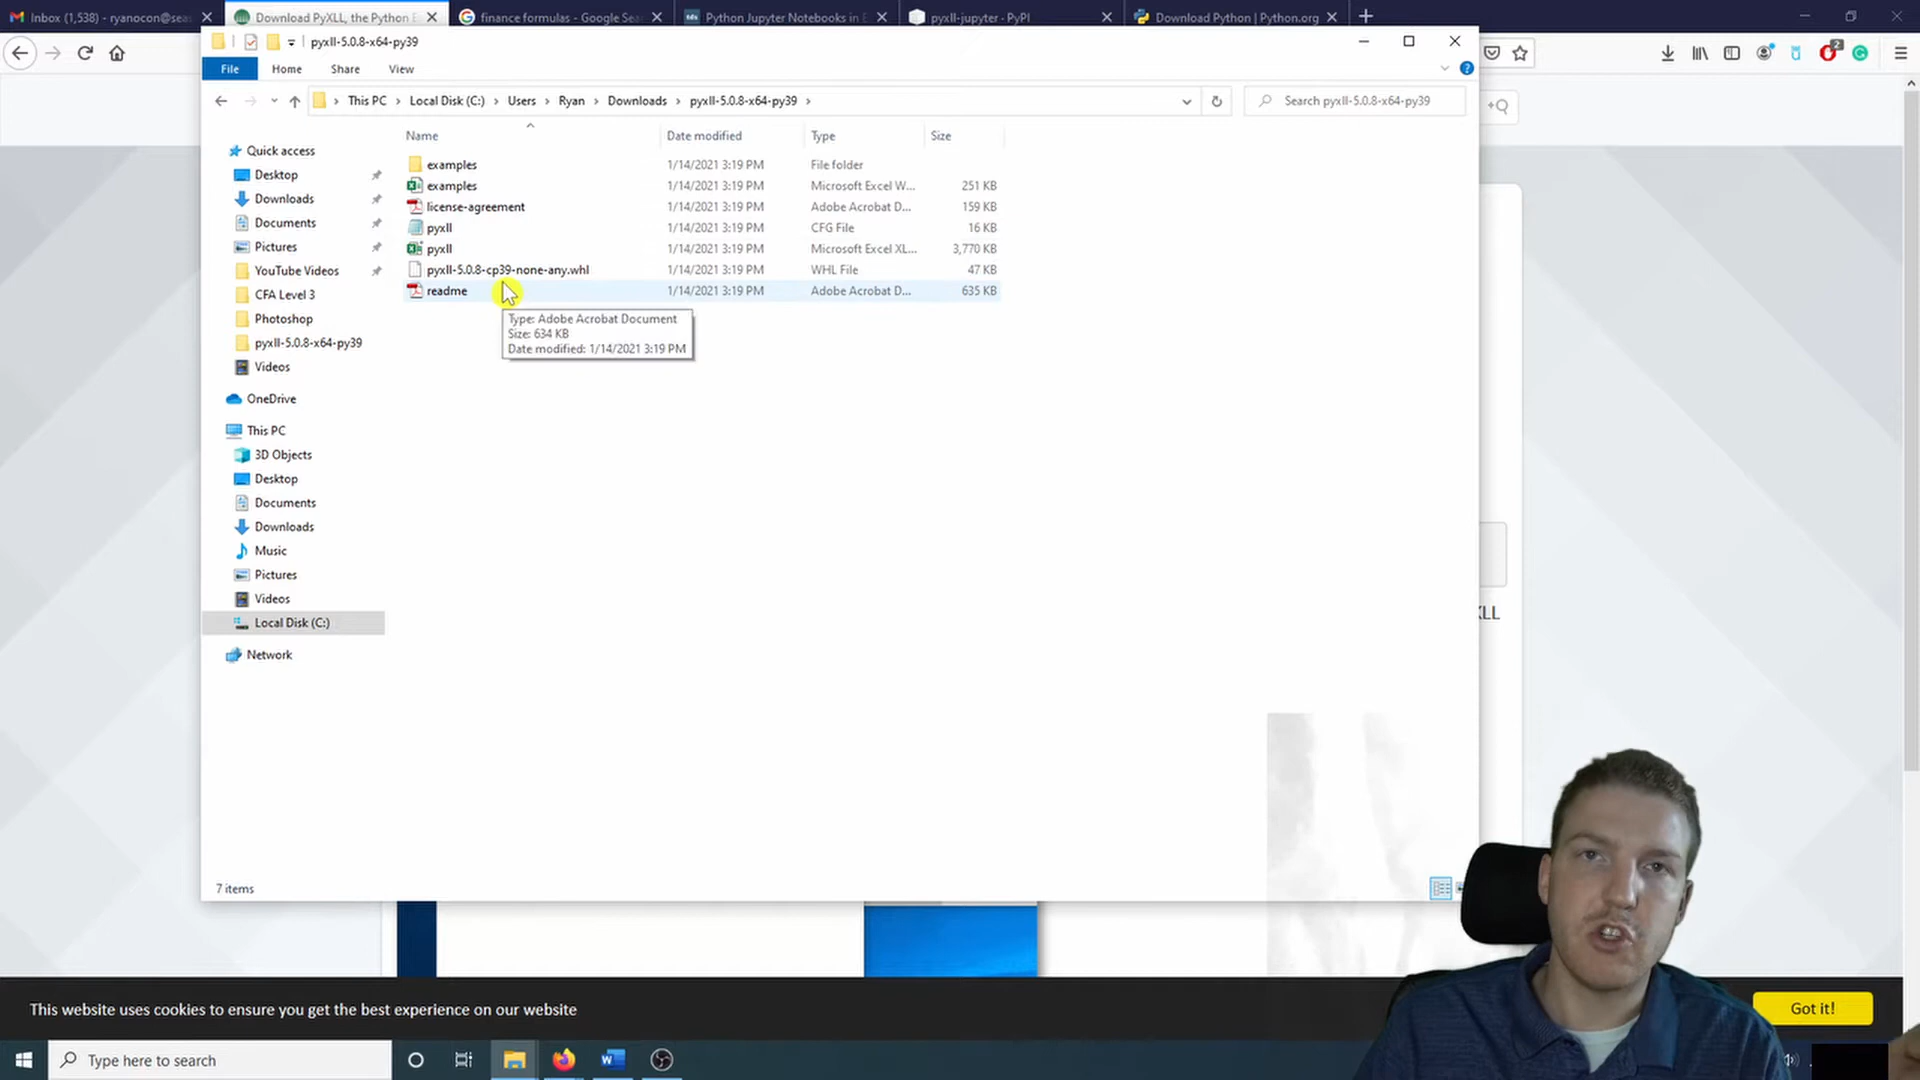 Inbox (1,538) - ryanocon@sea
Download PyXLL, the Python E
finance formulas - Google Sea
Python Jupyter Notebooks in E
pyxll-jupyter · PyPI
Download Python | Python.org
pyxll-5.0.8-x64-py39
File
Home
Share
View
This PC > Local Disk (C:) > Users > Ryan > Downloads > pyxll-5.0.8-x64-py39 >
Search pyxll-5.0.8-x64-py39
Name
Date modified
Type
Size
examples 1/14/2021 3:19 PM File folder
examples 1/14/2021 3:19 PM Microsoft Excel W... 251 KB
license-agreement 1/14/2021 3:19 PM Adobe Acrobat D... 159 KB
pyxll 1/14/2021 3:19 PM CFG File 16 KB
pyxll 1/14/2021 3:19 PM Microsoft Excel XL... 3,770 KB
pyxll-5.0.8-cp39-none-any.whl 1/14/2021 3:19 PM WHL File 47 KB
readme 1/14/2021 3:19 PM Adobe Acrobat D... 635 KB
Type: Adobe Acrobat Document
Size: 634 KB
Date modified: 1/14/2021 3:19 PM
Quick access
Desktop
Downloads
Documents
Pictures
YouTube Videos
CFA Level 3
Photoshop
pyxll-5.0.8-x64-py39
Videos
OneDrive
This PC
3D Objects
Desktop
Documents
Downloads
Music
Pictures
Videos
Local Disk (C:)
Network
7 items
XLL
This website uses cookies to ensure you get the best experience on our website
Got it!
Type here to search